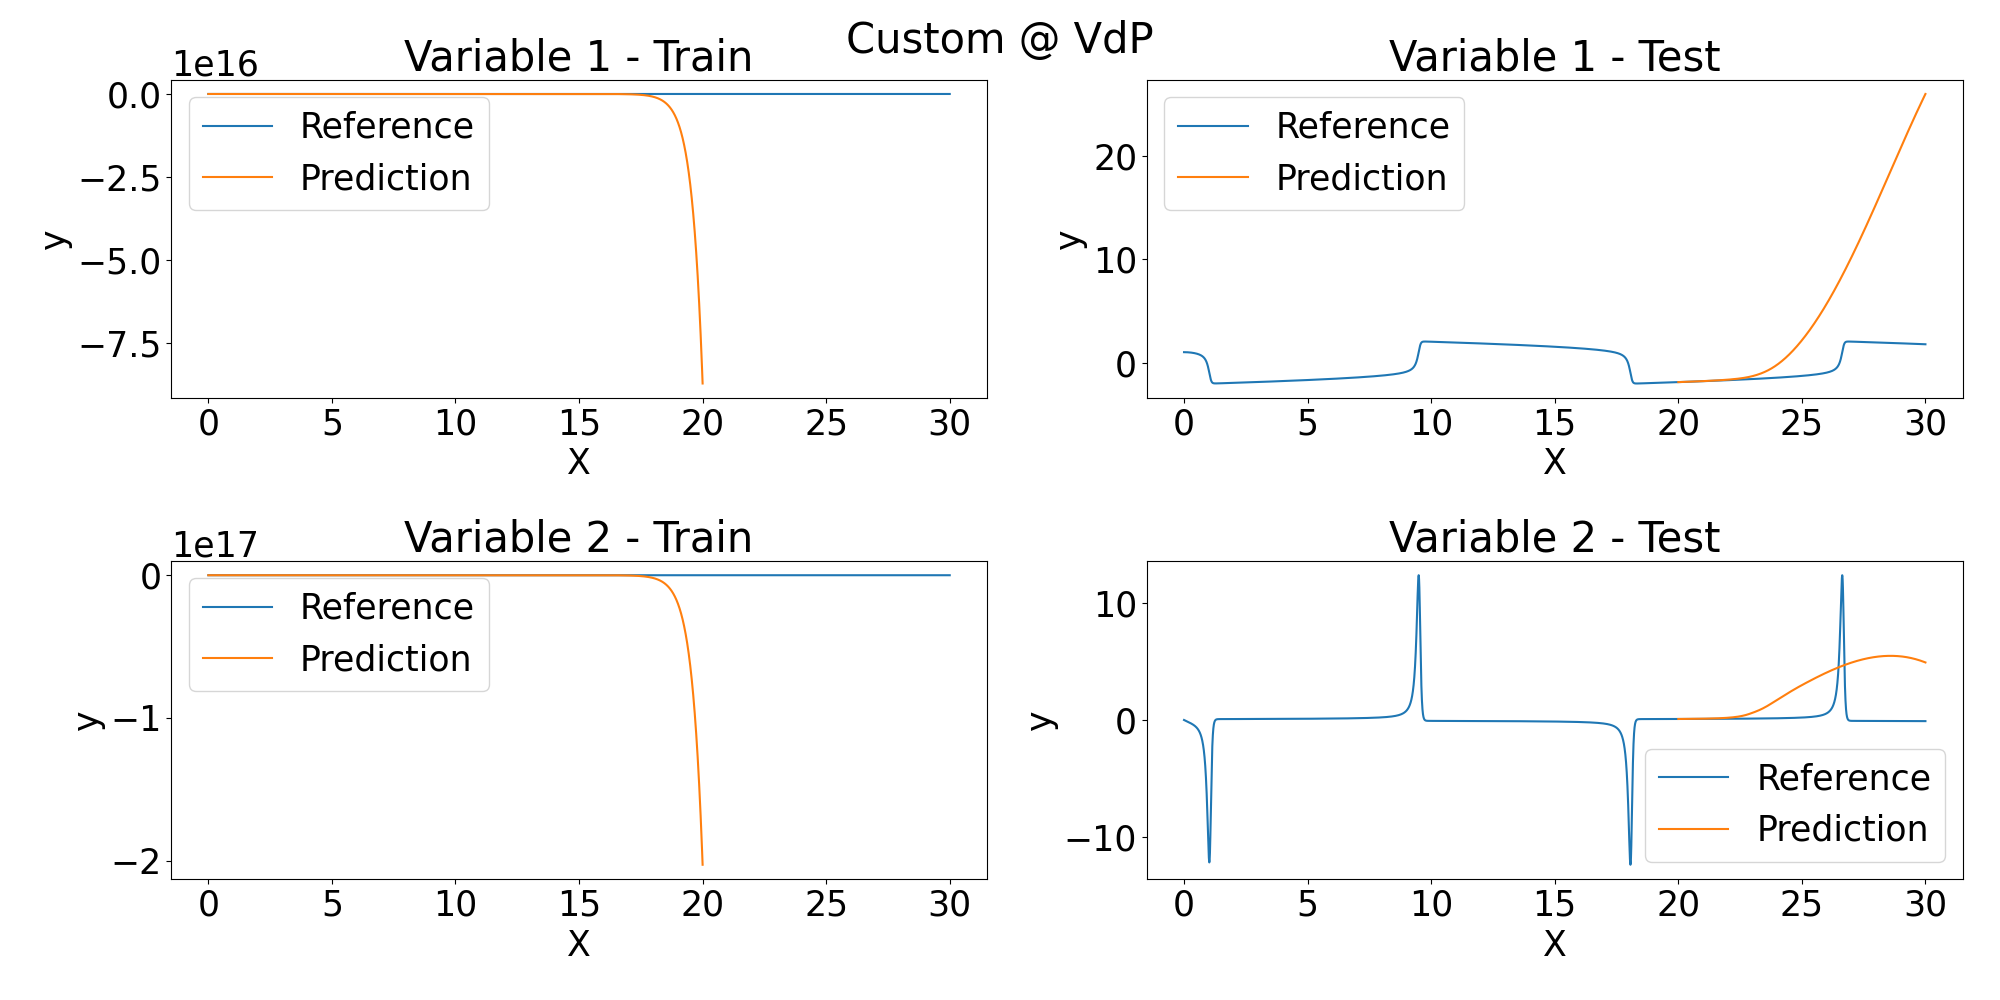 Custom @ VdP
Variable 1 - Train
1e16
0.0
−2.5
−5.0
−7.5
y
Reference
Prediction
0 5 10 15 20 25 30
X
Variable 1 - Test
20
10
0
y
Reference
Prediction
0 5 10 15 20 25 30
X
Variable 2 - Train
1e17
0
−1
−2
y
Reference
Prediction
0 5 10 15 20 25 30
X
Variable 2 - Test
10
0
−10
y
Reference
Prediction
0 5 10 15 20 25 30
X